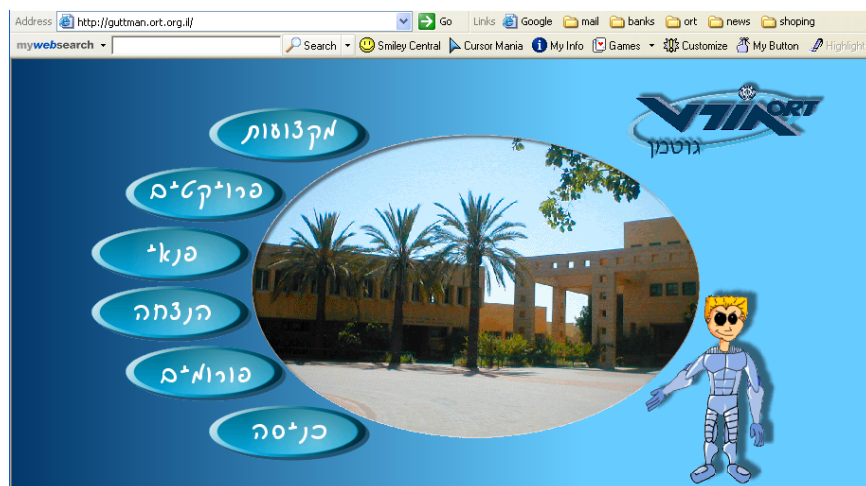 Address http://guttman.ort.org.il/ Go Links Google mail banks ort news shoping
mywebsearch Search Smiley Central Cursor Mania My Info Games Customize My Button Highlight
ORT
אורט
גוטמן
מקצועות
פרויקטים
פנאי
הנצחה
פורומים
כניסה